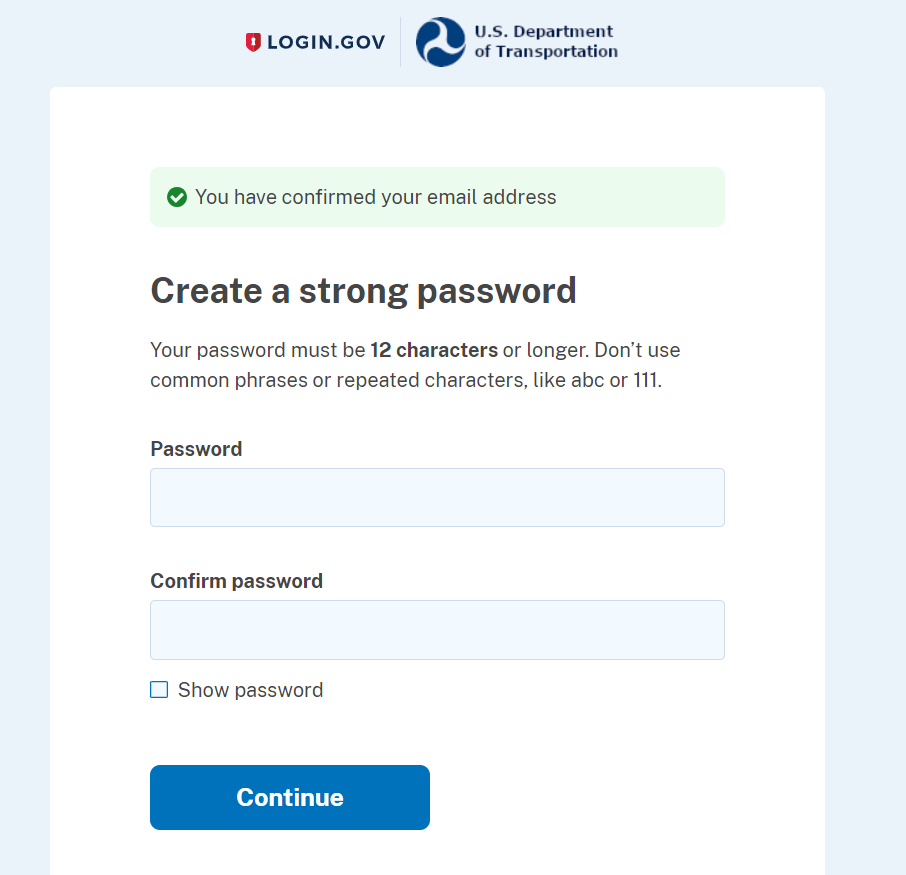 LOGIN.GOV
U.S. Department
of Transportation
You have confirmed your email address
Create a strong password
Your password must be 12 characters or longer. Don’t use
common phrases or repeated characters, like abc or 111.
Password
Confirm password
Show password
Continue